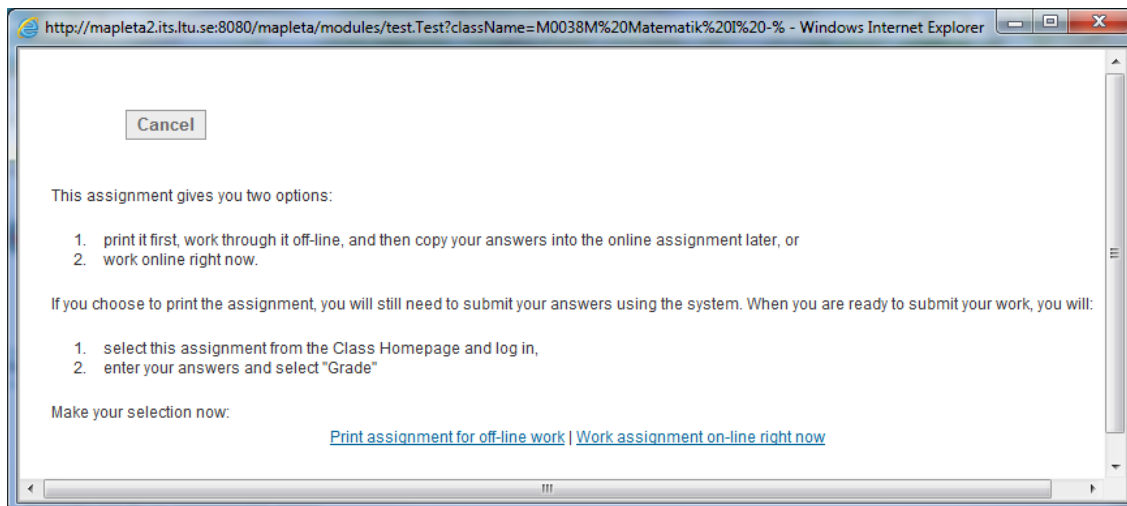 http://mapleta2.its.ltu.se:8080/mapleta/modules/test.Test?className=M0038M%20Matematik%20I%20-% - Windows Internet Explorer
Cancel
This assignment gives you two options:
1. print it first, work through it off-line, and then copy your answers into the online assignment later, or
2. work online right now.
If you choose to print the assignment, you will still need to submit your answers using the system. When you are ready to submit your work, you will:
1. select this assignment from the Class Homepage and log in,
2. enter your answers and select "Grade"
Make your selection now:
Print assignment for off-line work | Work assignment on-line right now